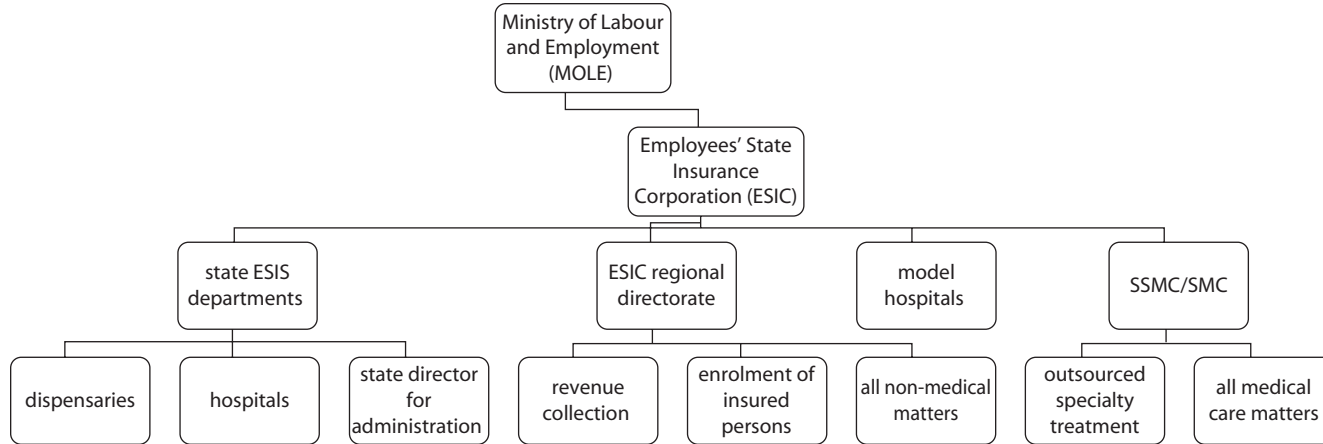 Ministry of Labour
and Employment
(MOLE)
Employees’ State
Insurance
Corporation (ESIC)
state ESIS
departments
ESIC regional
directorate
model
hospitals
SSMC/SMC
dispensaries
hospitals
state director
for
administration
revenue
collection
enrolment of
insured
persons
all non-medical
matters
outsourced
specialty
treatment
all medical
care matters